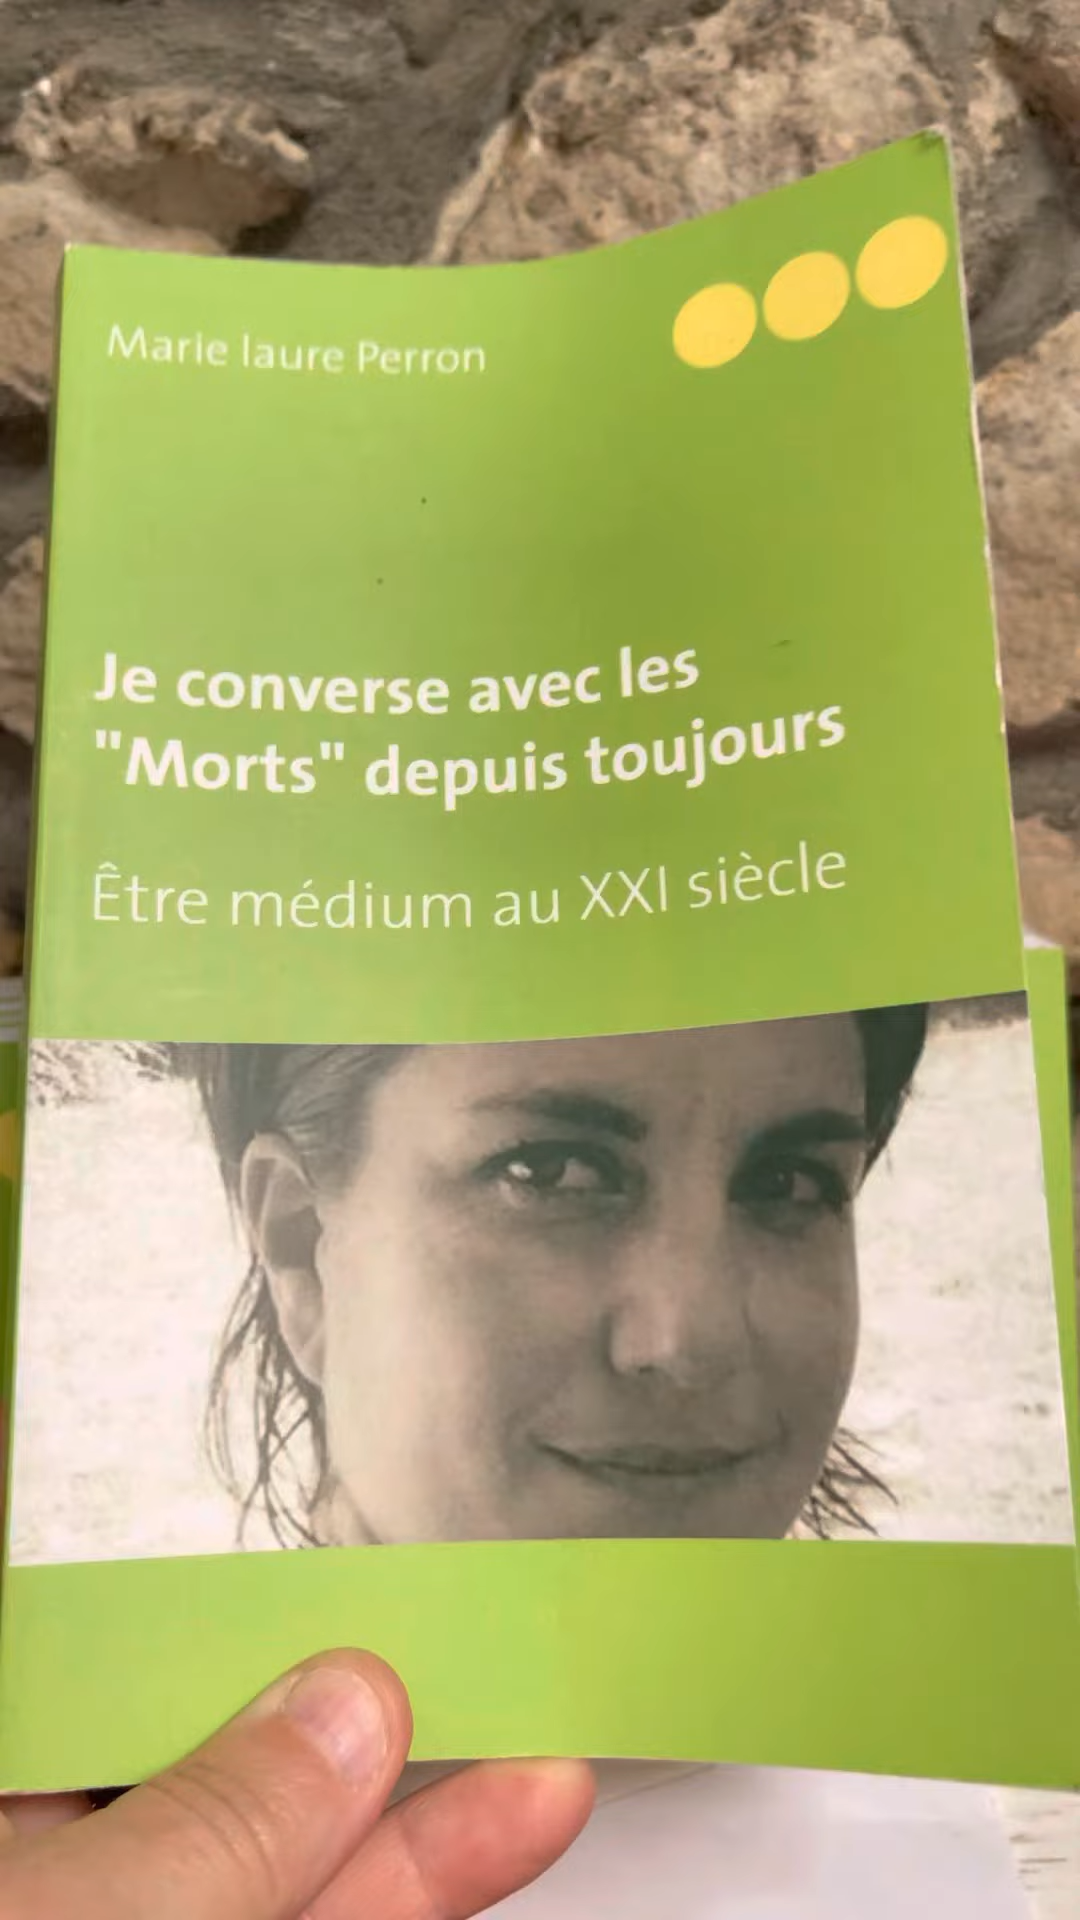 Marie laure Perron
Je converse avec les
"Morts" depuis toujours
Être médium au XXI siècle